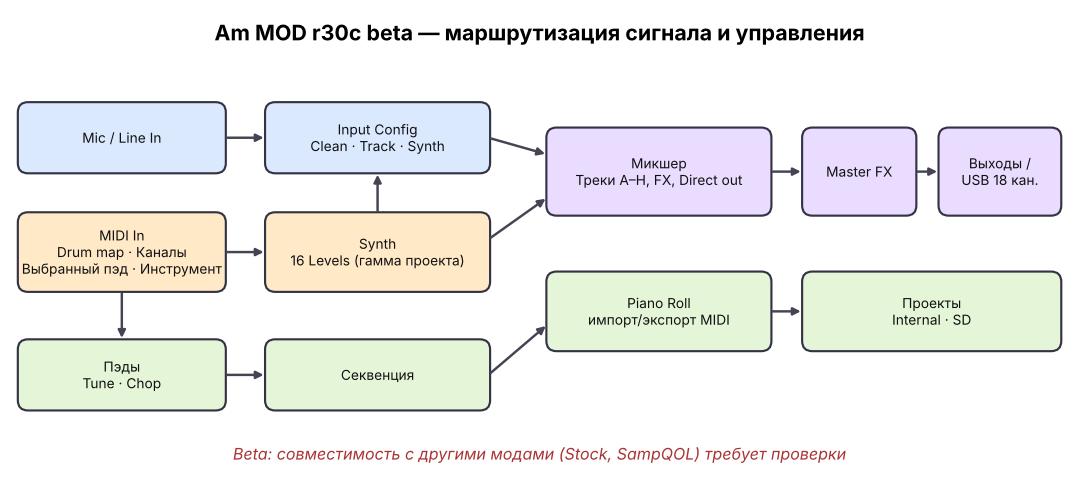 Am MOD r30c beta — маршрутизация сигнала и управления
Mic / Line In
Input Config
Clean · Track · Synth
Микшер
Треки A–H, FX, Direct out
Master FX
Выходы /
USB 18 кан.
MIDI In
Drum map · Каналы
Выбранный пэд · Инструмент
Synth
16 Levels (гамма проекта)
Piano Roll
импорт/экспорт MIDI
Проекты
Internal · SD
Пэды
Tune · Chop
Секвенция
Beta: совместимость с другими модами (Stock, SampQOL) требует проверки